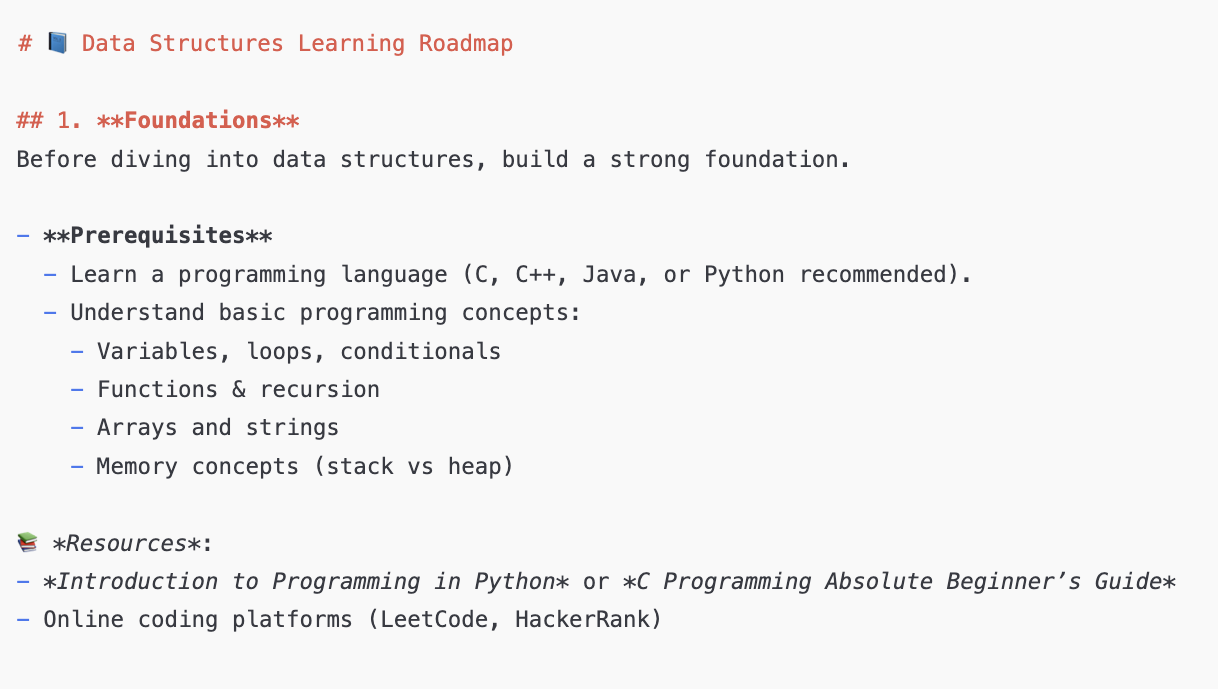 # 📘 Data Structures Learning Roadmap
## 1. **Foundations**
Before diving into data structures, build a strong foundation.
- **Prerequisites**
  - Learn a programming language (C, C++, Java, or Python recommended).
  - Understand basic programming concepts:
    - Variables, loops, conditionals
    - Functions & recursion
    - Arrays and strings
    - Memory concepts (stack vs heap)
📚 *Resources*:
- *Introduction to Programming in Python* or *C Programming Absolute Beginner’s Guide*
- Online coding platforms (LeetCode, HackerRank)